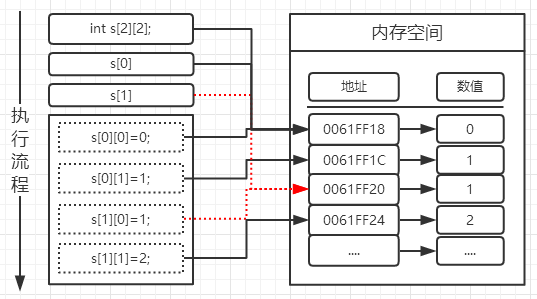 执行流程
int s[2][2];
s[0]
s[1]
s[0][0]=0;
s[0][1]=1;
s[1][0]=1;
s[1][1]=2;
内存空间
地址 数值
0061FF18 0
0061FF1C 1
0061FF20 1
0061FF24 2
.... ....